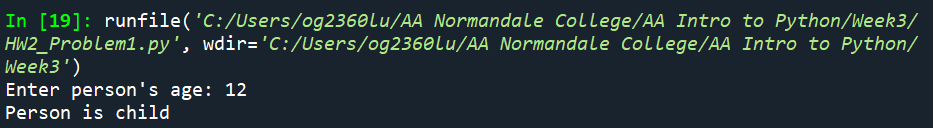 In [19]: runfile('C:/Users/og2360lu/AA Normandale College/AA Intro to Python/Week3/
HW2_Problem1.py', wdir='C:/Users/og2360lu/AA Normandale College/AA Intro to Python/
Week3')
Enter person's age: 12
Person is child